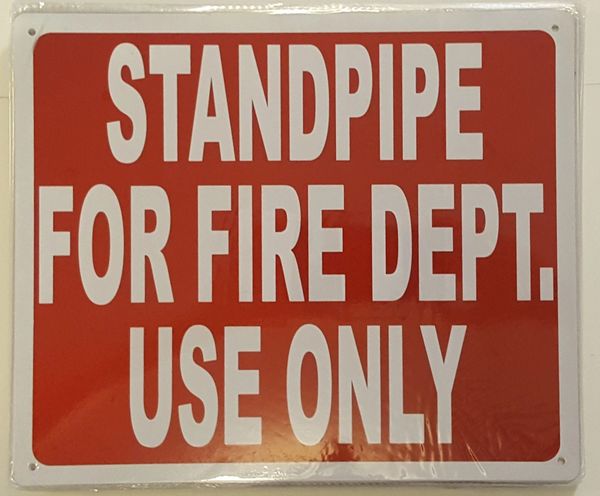 STANDPIPE
FOR FIRE DEPT.
USE ONLY